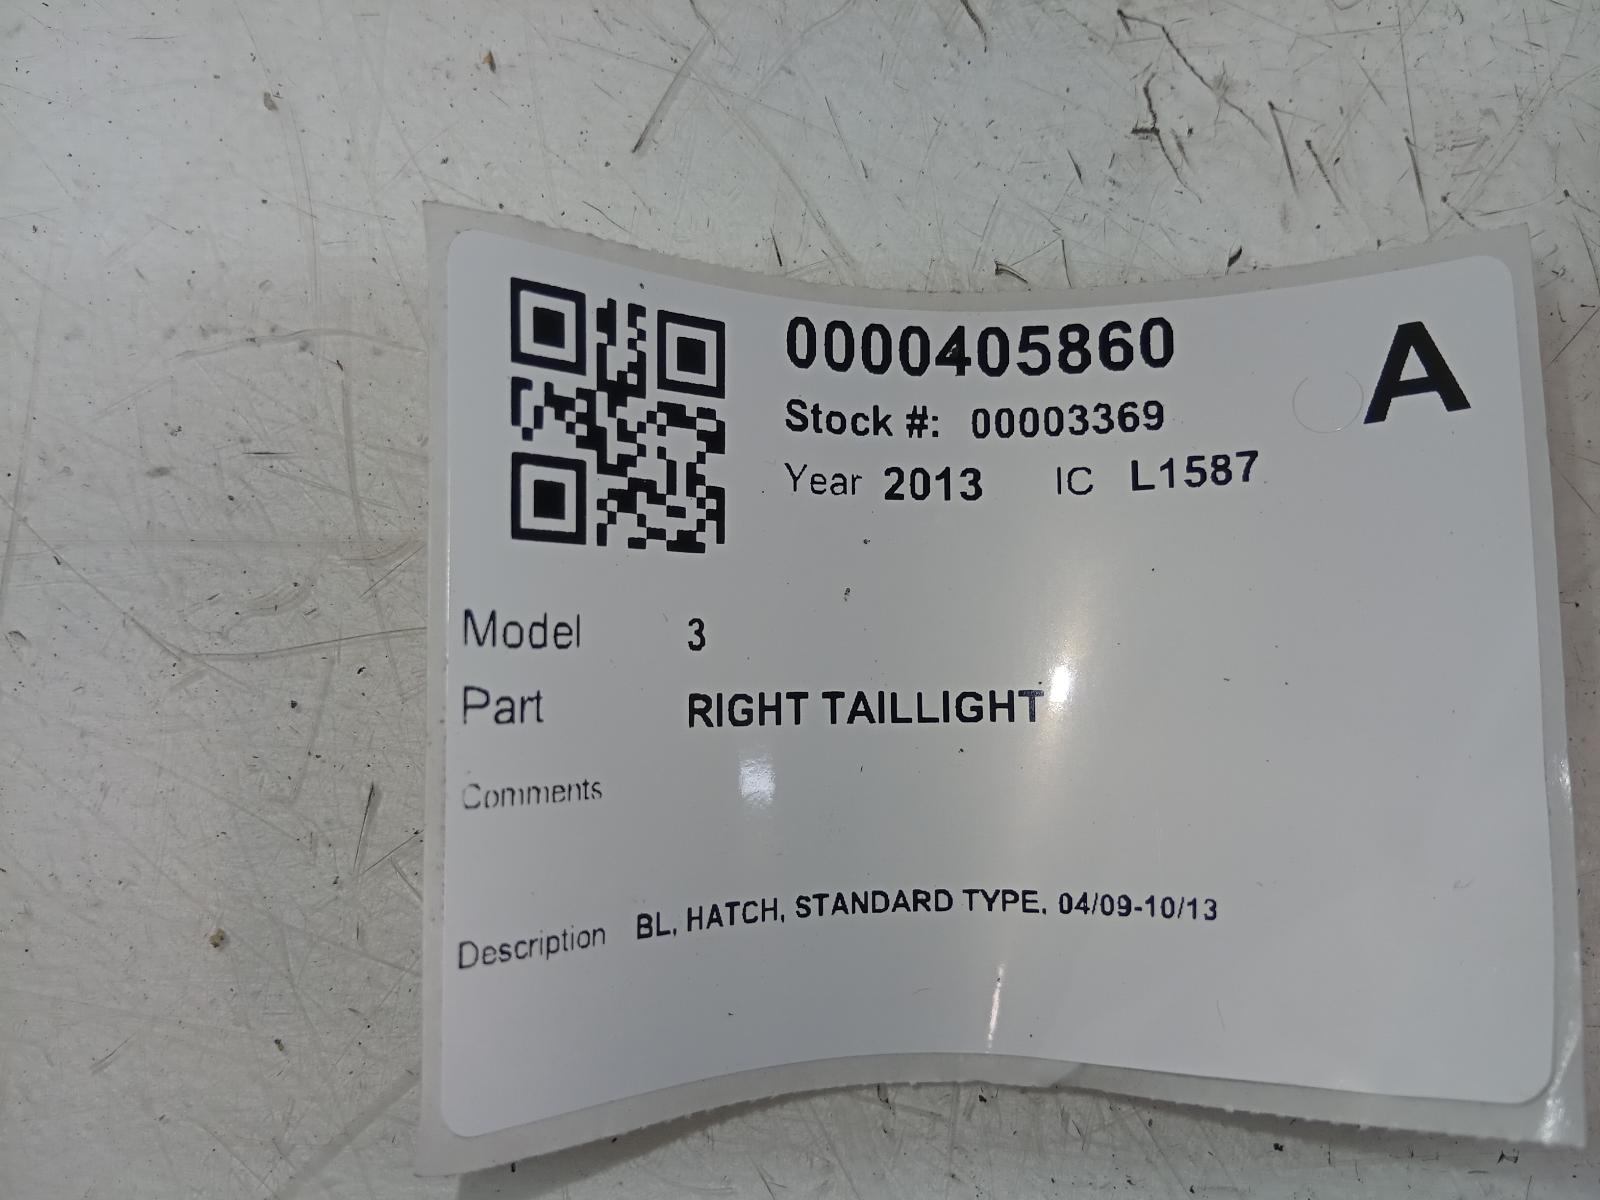 0000405860
A
Stock #: 00003369
Year 2013 IC L1587
Model 3
Part RIGHT TAILLIGHT
Comments
Description BL, HATCH, STANDARD TYPE, 04/09-10/13